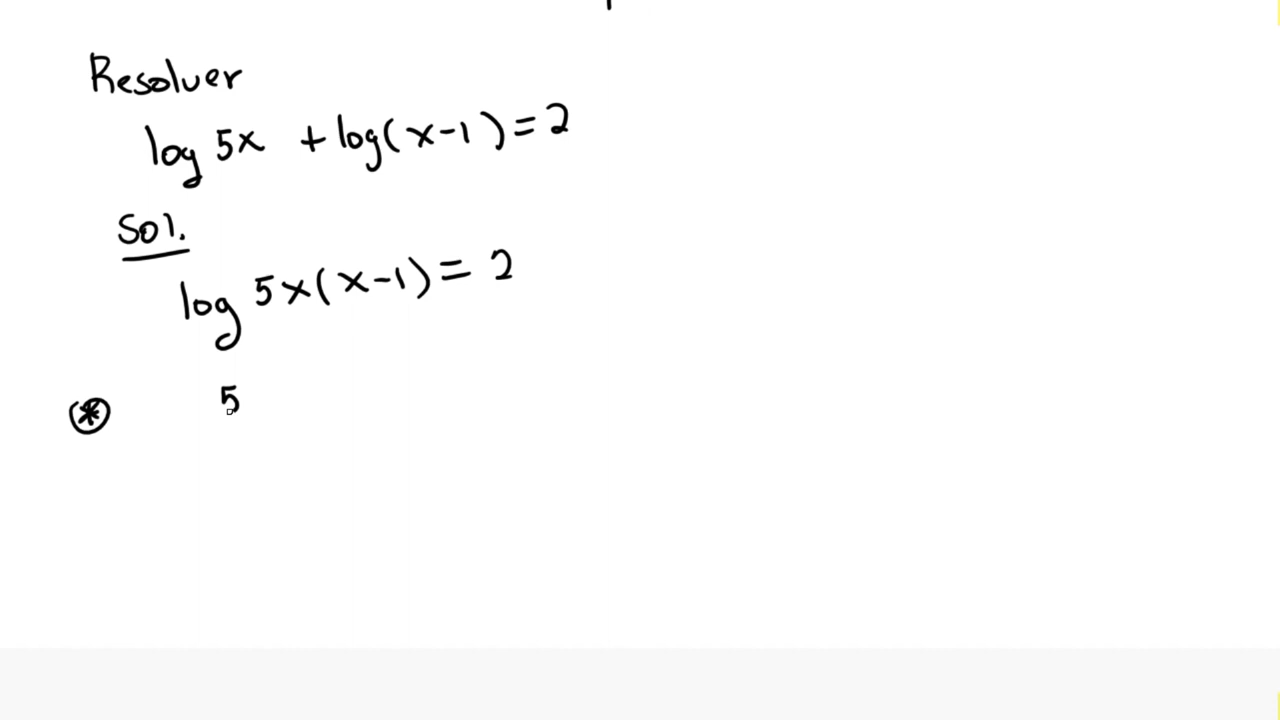 Resolver
log 5x + log(x-1) = 2
Sol.
log 5x(x-1) = 2
⊛ 5